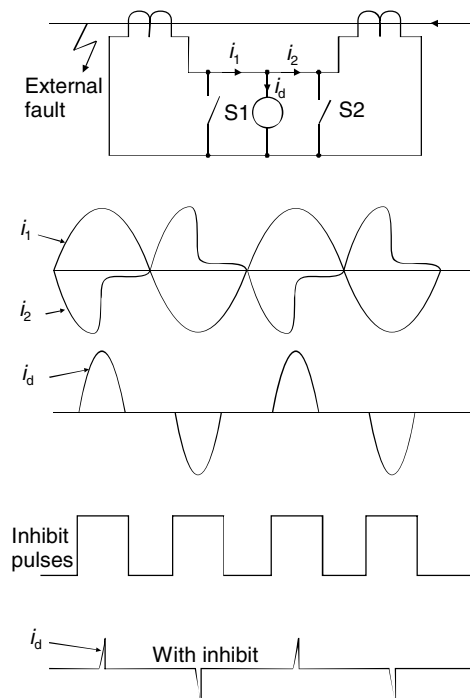 i1
i2
External
fault
id
S1
S2
i1
i2
id
Inhibit
pulses
id
With inhibit